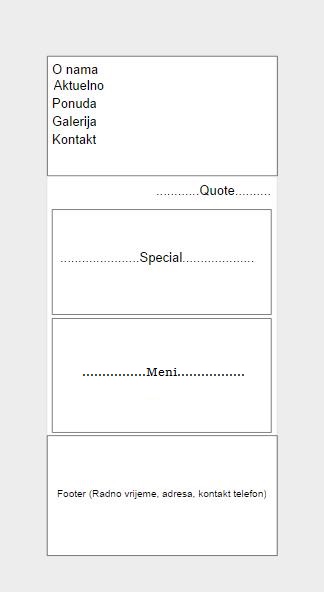 O nama
Aktuelno
Ponuda
Galerija
Kontakt
............Quote..........
......................Special....................
................Meni.................
Footer (Radno vrijeme, adresa, kontakt telefon)